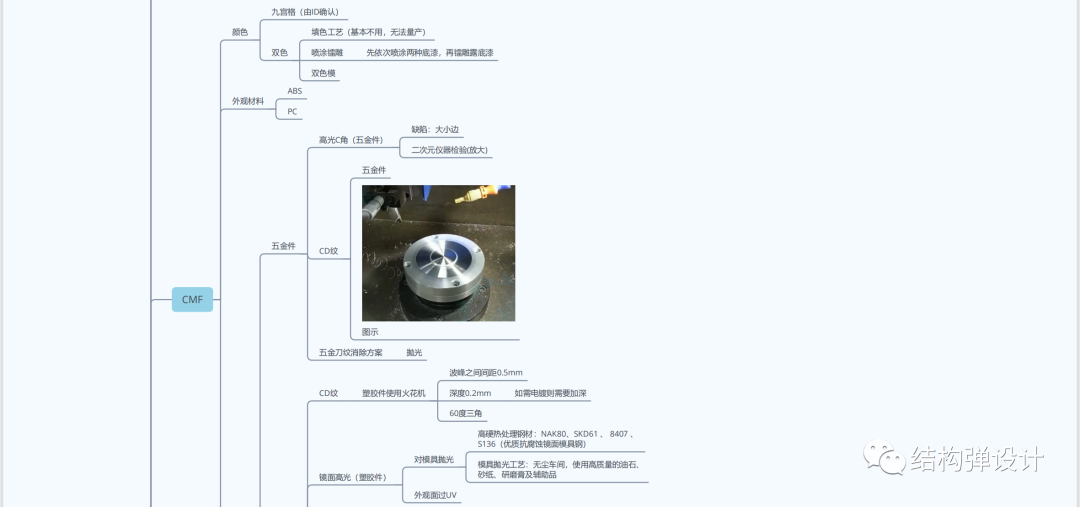 九宫格（由ID确认）
颜色
填色工艺（基本不用，无法量产）
双色
喷涂镭雕
先依次喷涂两种底漆，再镭雕露底漆
双色模
ABS
外观材料
PC
缺陷：大小边
高光C角（五金件）
二次元仪器检验(放大)
五金件
五金件
CD纹
图示
五金刀纹消除方案
抛光
CMF
波峰之间间距0.5mm
CD纹
塑胶件使用火花机
深度0.2mm
如需电镀则需要加深
60度三角
高硬热处理钢材：NAK80、SKD61 、 8407 、
S136（优质抗腐蚀镜面模具钢）
对模具抛光
模具抛光工艺：无尘车间，使用高质量的油石、
砂纸、研磨膏及辅助品
镜面高光（塑胶件）
外观面过UV
结构弹设计